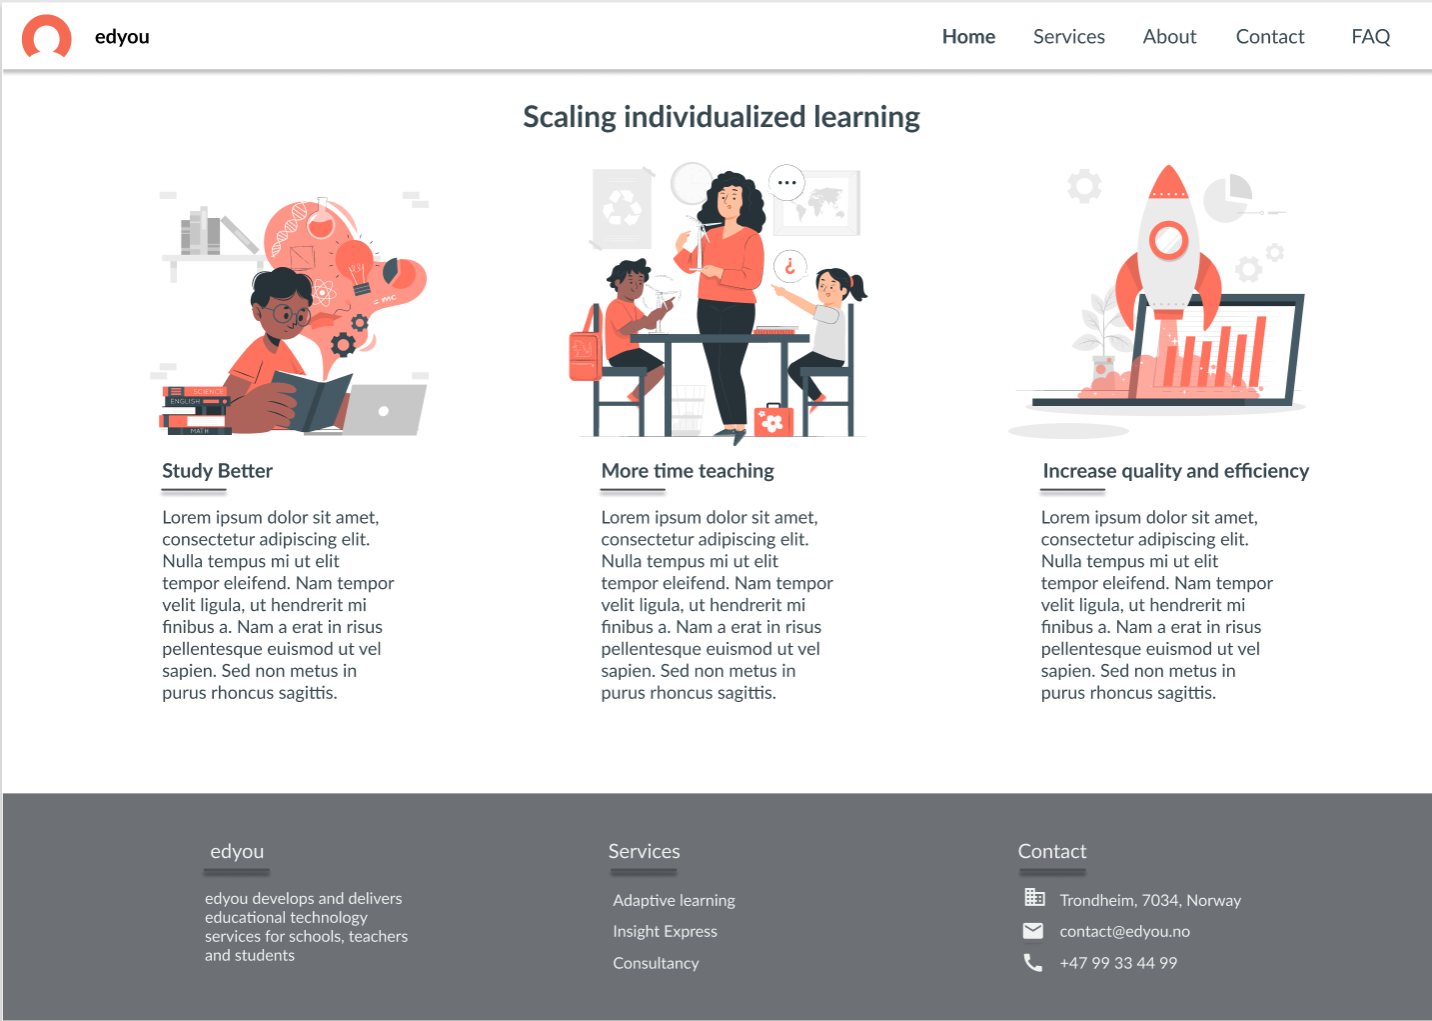 edyou
Home Services About Contact FAQ
Scaling individualized learning
= mc
SCIENCE
ENGLISH
MATH
...
¿
Study Better
Lorem ipsum dolor sit amet,
consectetur adipiscing elit.
Nulla tempus mi ut elit
tempor eleifend. Nam tempor
velit ligula, ut hendrerit mi
finibus a. Nam a erat in risus
pellentesque euismod ut vel
sapien. Sed non metus in
purus rhoncus sagittis.
More time teaching
Lorem ipsum dolor sit amet,
consectetur adipiscing elit.
Nulla tempus mi ut elit
tempor eleifend. Nam tempor
velit ligula, ut hendrerit mi
finibus a. Nam a erat in risus
pellentesque euismod ut vel
sapien. Sed non metus in
purus rhoncus sagittis.
Increase quality and efficiency
Lorem ipsum dolor sit amet,
consectetur adipiscing elit.
Nulla tempus mi ut elit
tempor eleifend. Nam tempor
velit ligula, ut hendrerit mi
finibus a. Nam a erat in risus
pellentesque euismod ut vel
sapien. Sed non metus in
purus rhoncus sagittis.
edyou
edyou develops and delivers
educational technology
services for schools, teachers
and students
Services
Adaptive learning
Insight Express
Consultancy
Contact
Trondheim, 7034, Norway
contact@edyou.no
+47 99 33 44 99